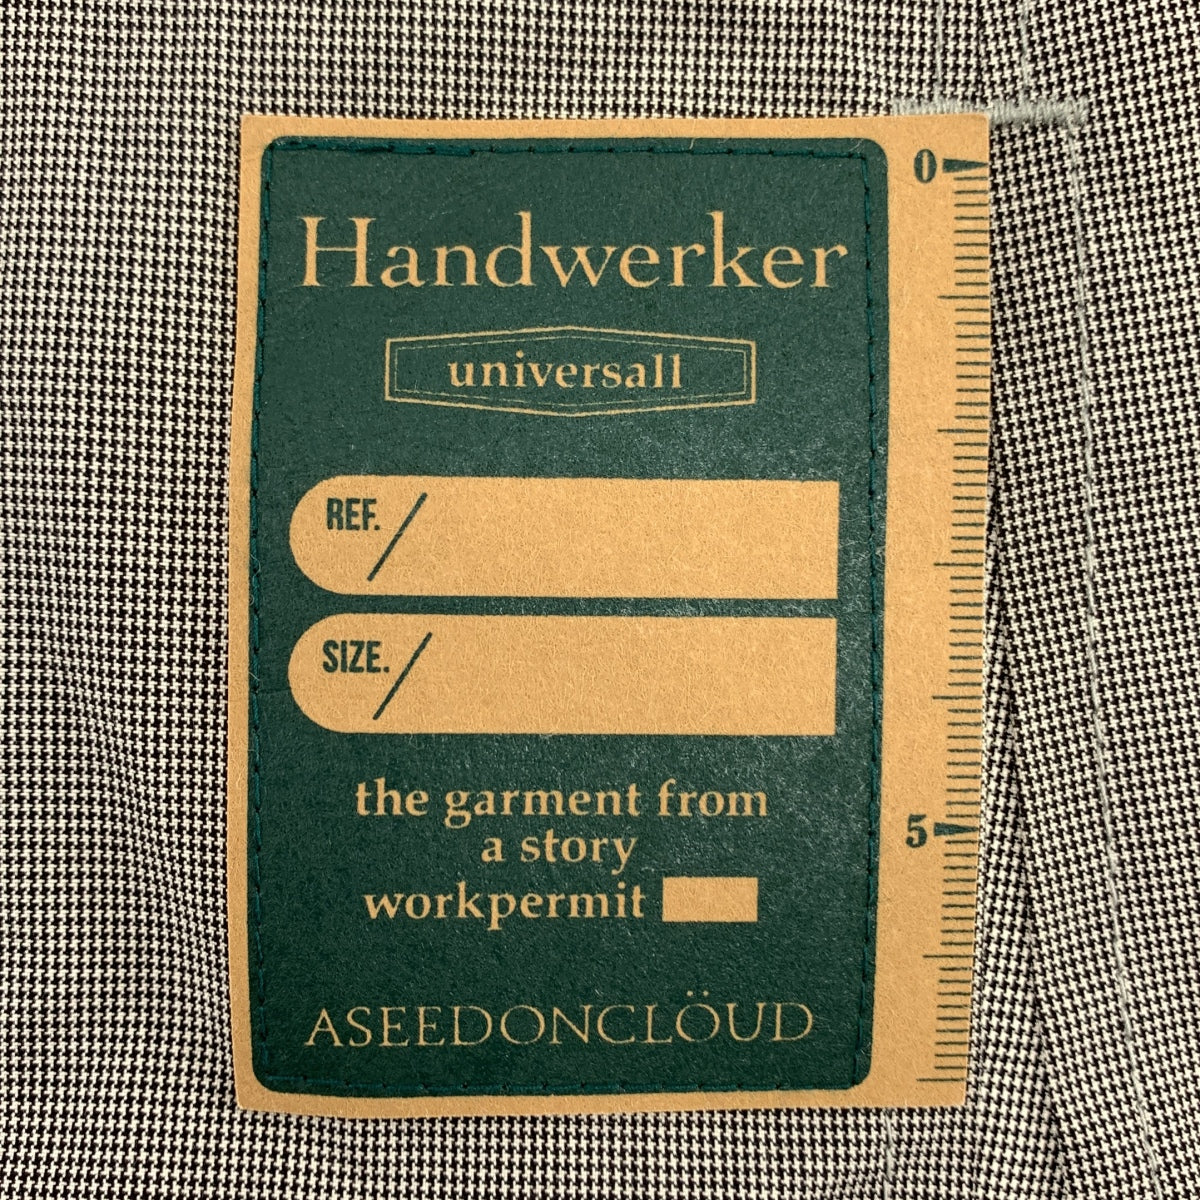 Handwerker
universall
REF.
SIZE.
the garment from
a story
workpermit
ASEEDONCLÖUD
0
5